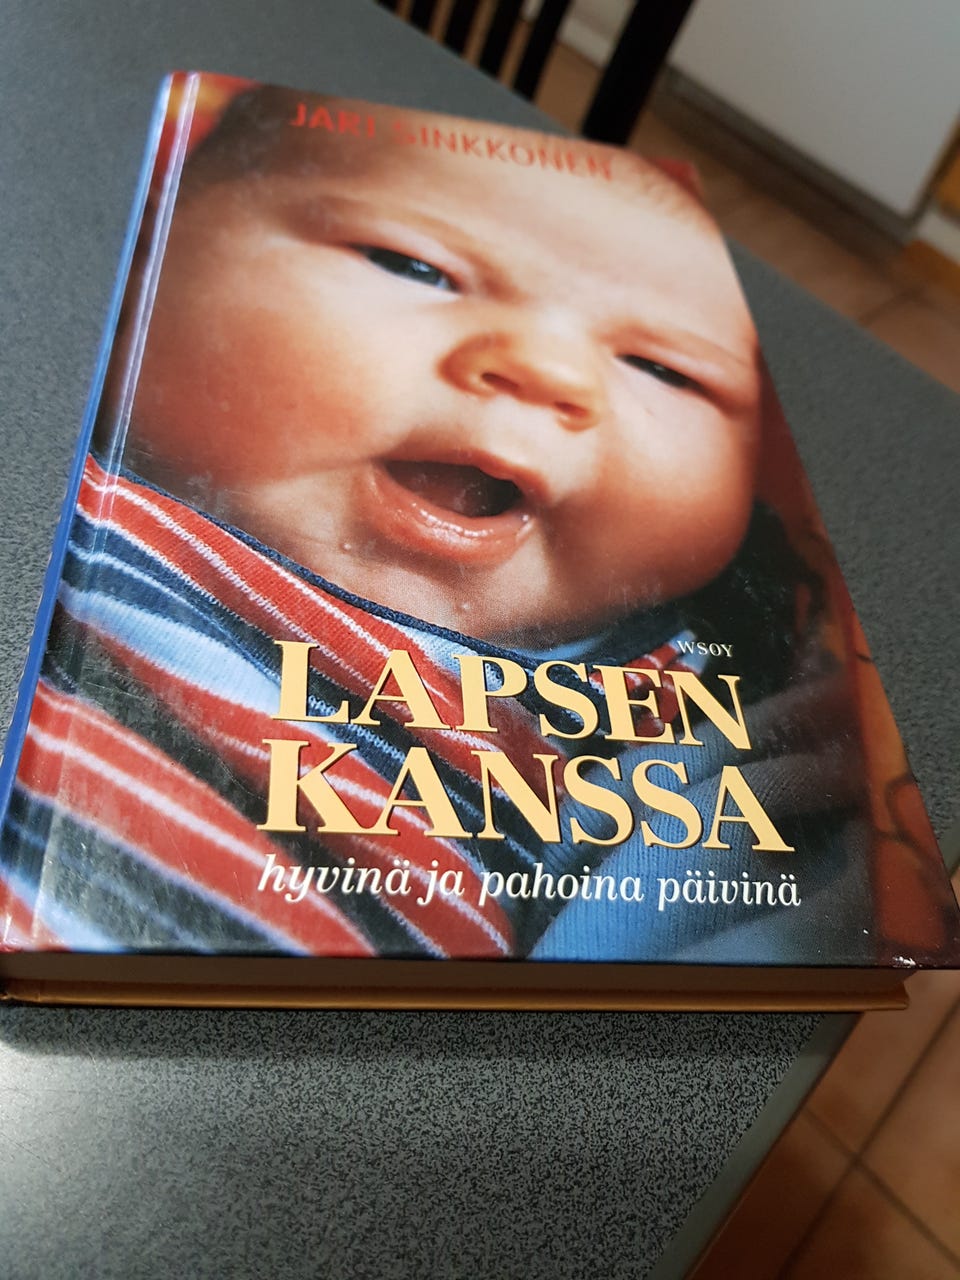 JARI SINKKONEN
WSOY
LAPSEN
KANSSA
hyvinä ja pahoina päivinä